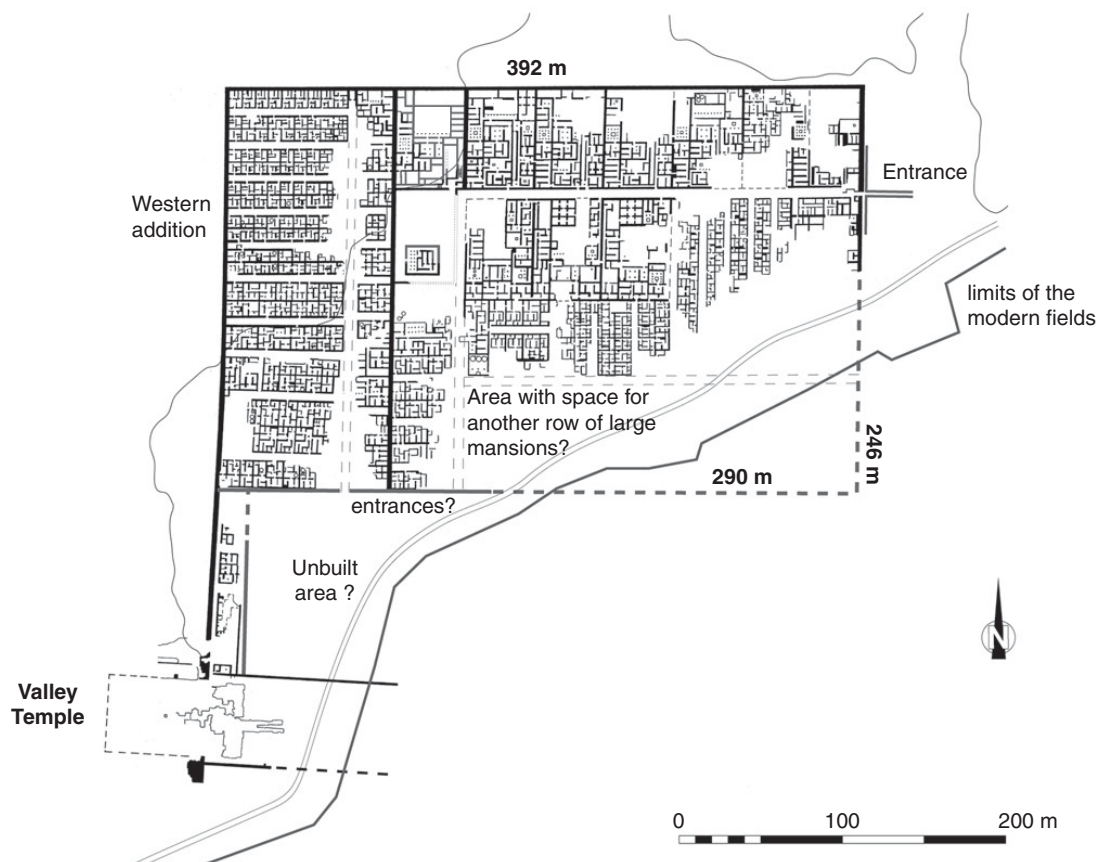 392 m
Entrance
Western
addition
limits of the
modern fields
Area with space for
another row of large
mansions?
246 m
290 m
entrances?
Unbuilt
area ?
N
Valley
Temple
0 100 200 m